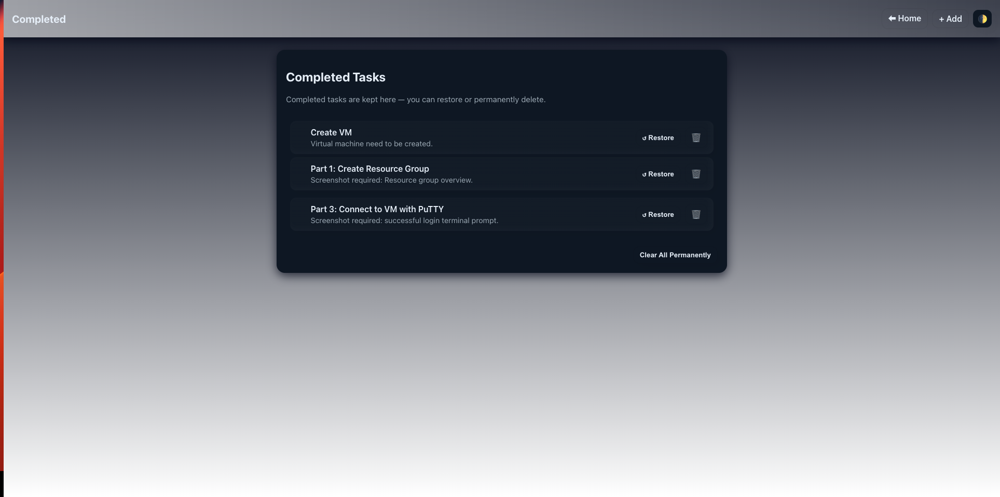 Completed
Home
+ Add
Completed Tasks
Completed tasks are kept here — you can restore or permanently delete.
Create VM
Virtual machine need to be created.
↺ Restore
Part 1: Create Resource Group
Screenshot required: Resource group overview.
↺ Restore
Part 3: Connect to VM with PuTTY
Screenshot required: successful login terminal prompt.
↺ Restore
Clear All Permanently